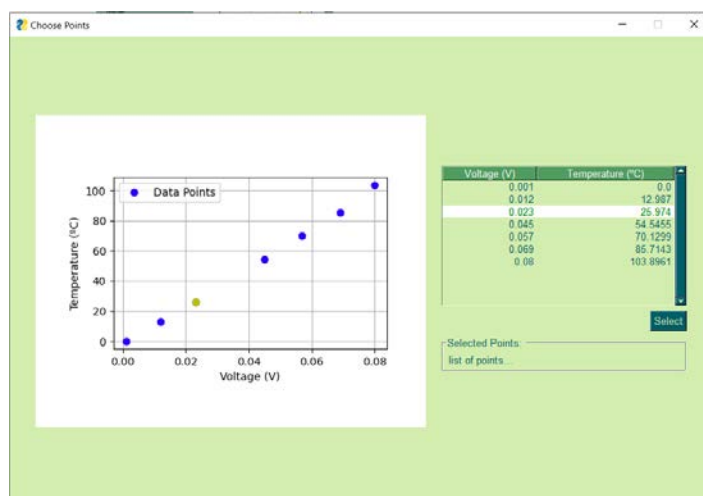 Choose Points
100
80
60
40
20
0
Temperature (ºC)
Data Points
0.00 0.02 0.04 0.06 0.08
Voltage (V)
Voltage (V) Temperature (ºC)
0.001 0.0
0.012 12.987
0.023 25.974
0.045 54.5455
0.057 70.1299
0.069 85.7143
0.08 103.8961
Select
Selected Points:
list of points...